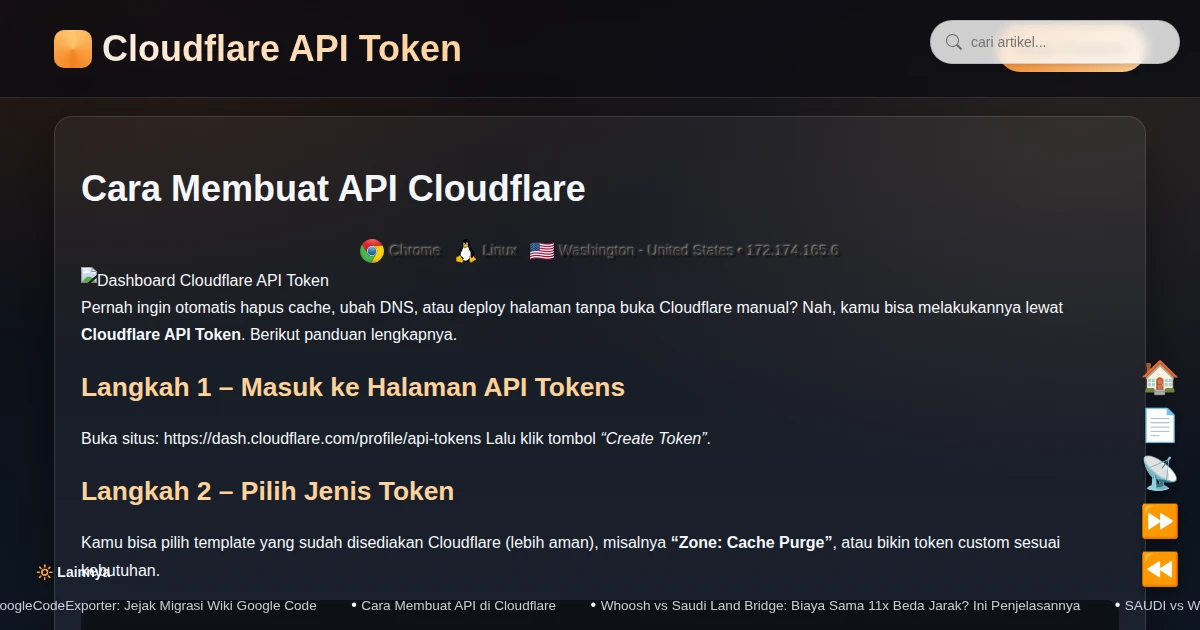 Cloudflare API Token
cari artikel...
Cara Membuat API Cloudflare
Chrome Linux Washington - United States • 172.174.165.6
Dashboard Cloudflare API Token
Pernah ingin otomatis hapus cache, ubah DNS, atau deploy halaman tanpa buka Cloudflare manual? Nah, kamu bisa melakukannya lewat
Cloudflare API Token. Berikut panduan lengkapnya.
Langkah 1 – Masuk ke Halaman API Tokens
Buka situs: https://dash.cloudflare.com/profile/api-tokens Lalu klik tombol “Create Token”.
Langkah 2 – Pilih Jenis Token
Kamu bisa pilih template yang sudah disediakan Cloudflare (lebih aman), misalnya “Zone: Cache Purge”, atau bikin token custom sesuai
kebutuhan.
Lainnya
oogleCodeExporter: Jejak Migrasi Wiki Google Code • Cara Membuat API di Cloudflare • Whoosh vs Saudi Land Bridge: Biaya Sama 11x Beda Jarak? Ini Penjelasannya • SAUDI vs W